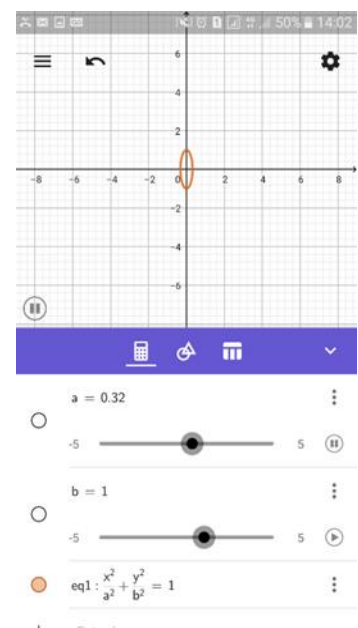 50% 14:02
6
4
2
-8 -6 -4 -2 0 2 4 6 8
-2
-4
-6
a = 0.32
-5 5
b = 1
-5 5
eq1 : x²/a² + y²/b² = 1